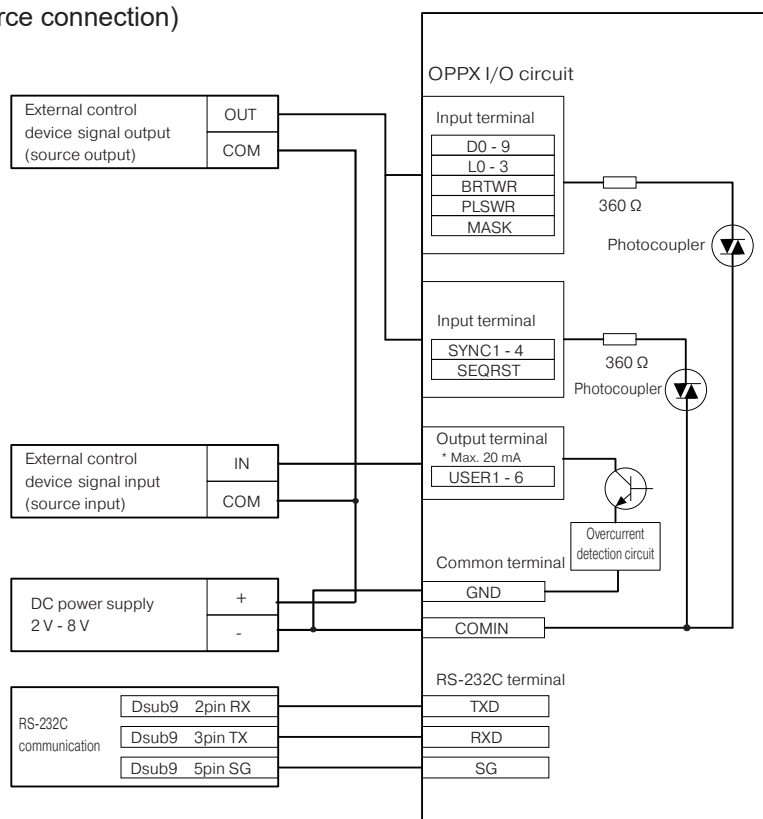 rce connection)
OPPX I/O circuit
External control
device signal output
(source output)
OUT
COM
Input terminal
D0 - 9
L0 - 3
BRTWR
PLSWR
MASK
360 Ω
Photocoupler
Input terminal
SYNC1 - 4
SEQRST
360 Ω
Photocoupler
External control
device signal input
(source input)
IN
COM
Output terminal
* Max. 20 mA
USER1 - 6
Overcurrent
detection circuit
Common terminal
GND
COMIN
DC power supply
2 V - 8 V
+
-
RS-232C terminal
RS-232C
communication
Dsub9 2pin RX
TXD
Dsub9 3pin TX
RXD
Dsub9 5pin SG
SG